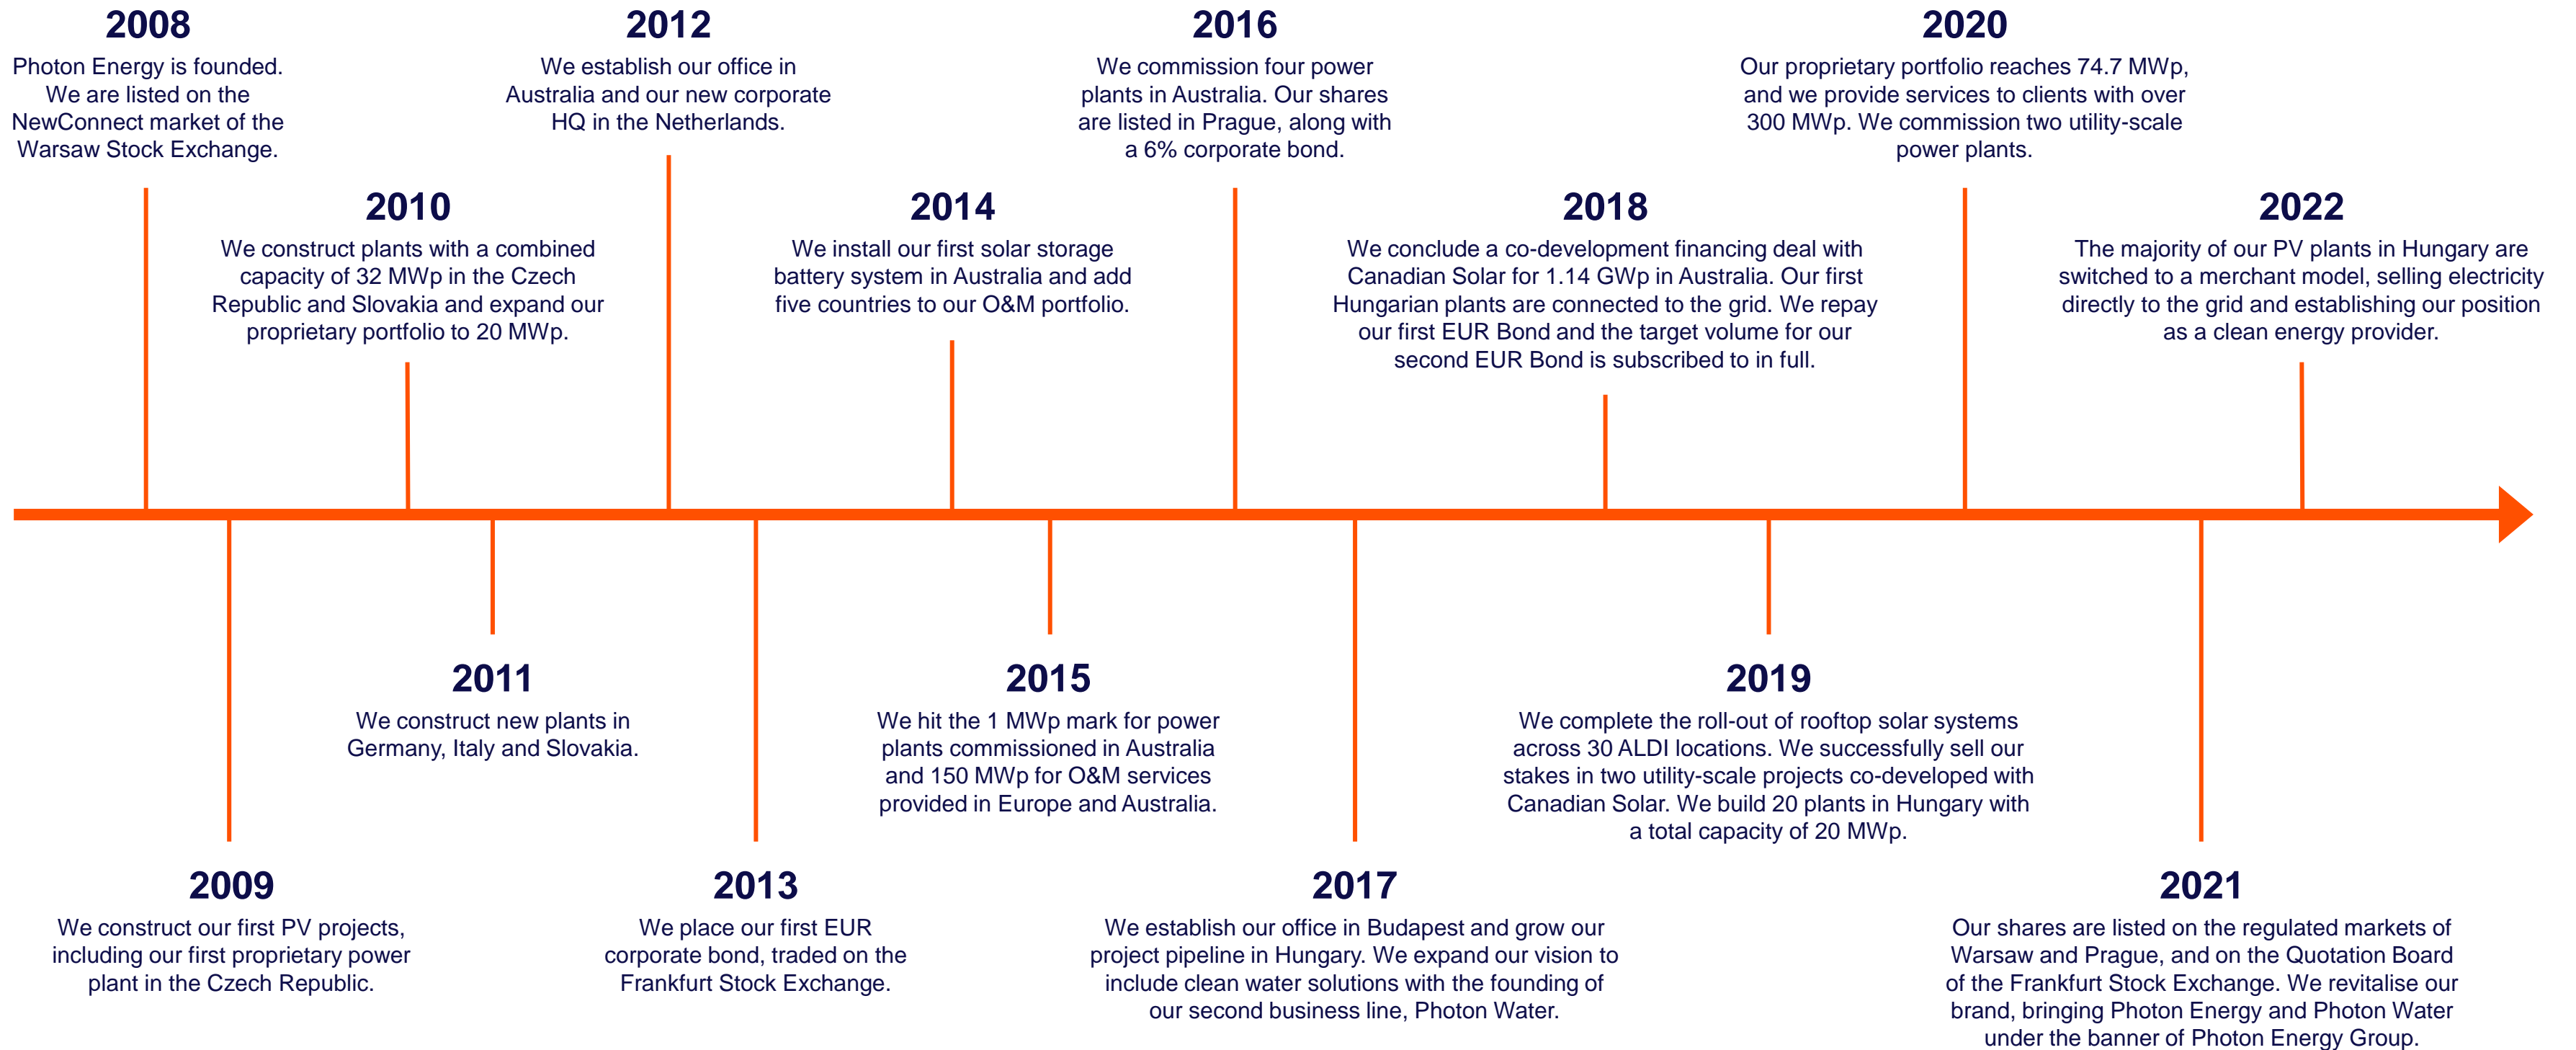 2008
Photon Energy is founded.
We are listed on the
NewConnect market of the
Warsaw Stock Exchange.
2012
We establish our office in
Australia and our new corporate
HQ in the Netherlands.
2016
We commission four power
plants in Australia. Our shares
are listed in Prague, along with
a 6% corporate bond.
2020
Our proprietary portfolio reaches 74.7 MWp,
and we provide services to clients with over
300 MWp. We commission two utility-scale
power plants.
2010
We construct plants with a combined
capacity of 32 MWp in the Czech
Republic and Slovakia and expand our
proprietary portfolio to 20 MWp.
2014
We install our first solar storage
battery system in Australia and add
five countries to our O&M portfolio.
2018
We conclude a co-development financing deal with
Canadian Solar for 1.14 GWp in Australia. Our first
Hungarian plants are connected to the grid. We repay
our first EUR Bond and the target volume for our
second EUR Bond is subscribed to in full.
2022
The majority of our PV plants in Hungary are
switched to a merchant model, selling electricity
directly to the grid and establishing our position
as a clean energy provider.
2011
We construct new plants in
Germany, Italy and Slovakia.
2015
We hit the 1 MWp mark for power
plants commissioned in Australia
and 150 MWp for O&M services
provided in Europe and Australia.
2019
We complete the roll-out of rooftop solar systems
across 30 ALDI locations. We successfully sell our
stakes in two utility-scale projects co-developed with
Canadian Solar. We build 20 plants in Hungary with
a total capacity of 20 MWp.
2009
We construct our first PV projects,
including our first proprietary power
plant in the Czech Republic.
2013
We place our first EUR
corporate bond, traded on the
Frankfurt Stock Exchange.
2017
We establish our office in Budapest and grow our
project pipeline in Hungary. We expand our vision to
include clean water solutions with the founding of
our second business line, Photon Water.
2021
Our shares are listed on the regulated markets of
Warsaw and Prague, and on the Quotation Board
of the Frankfurt Stock Exchange. We revitalise our
brand, bringing Photon Energy and Photon Water
under the banner of Photon Energy Group.